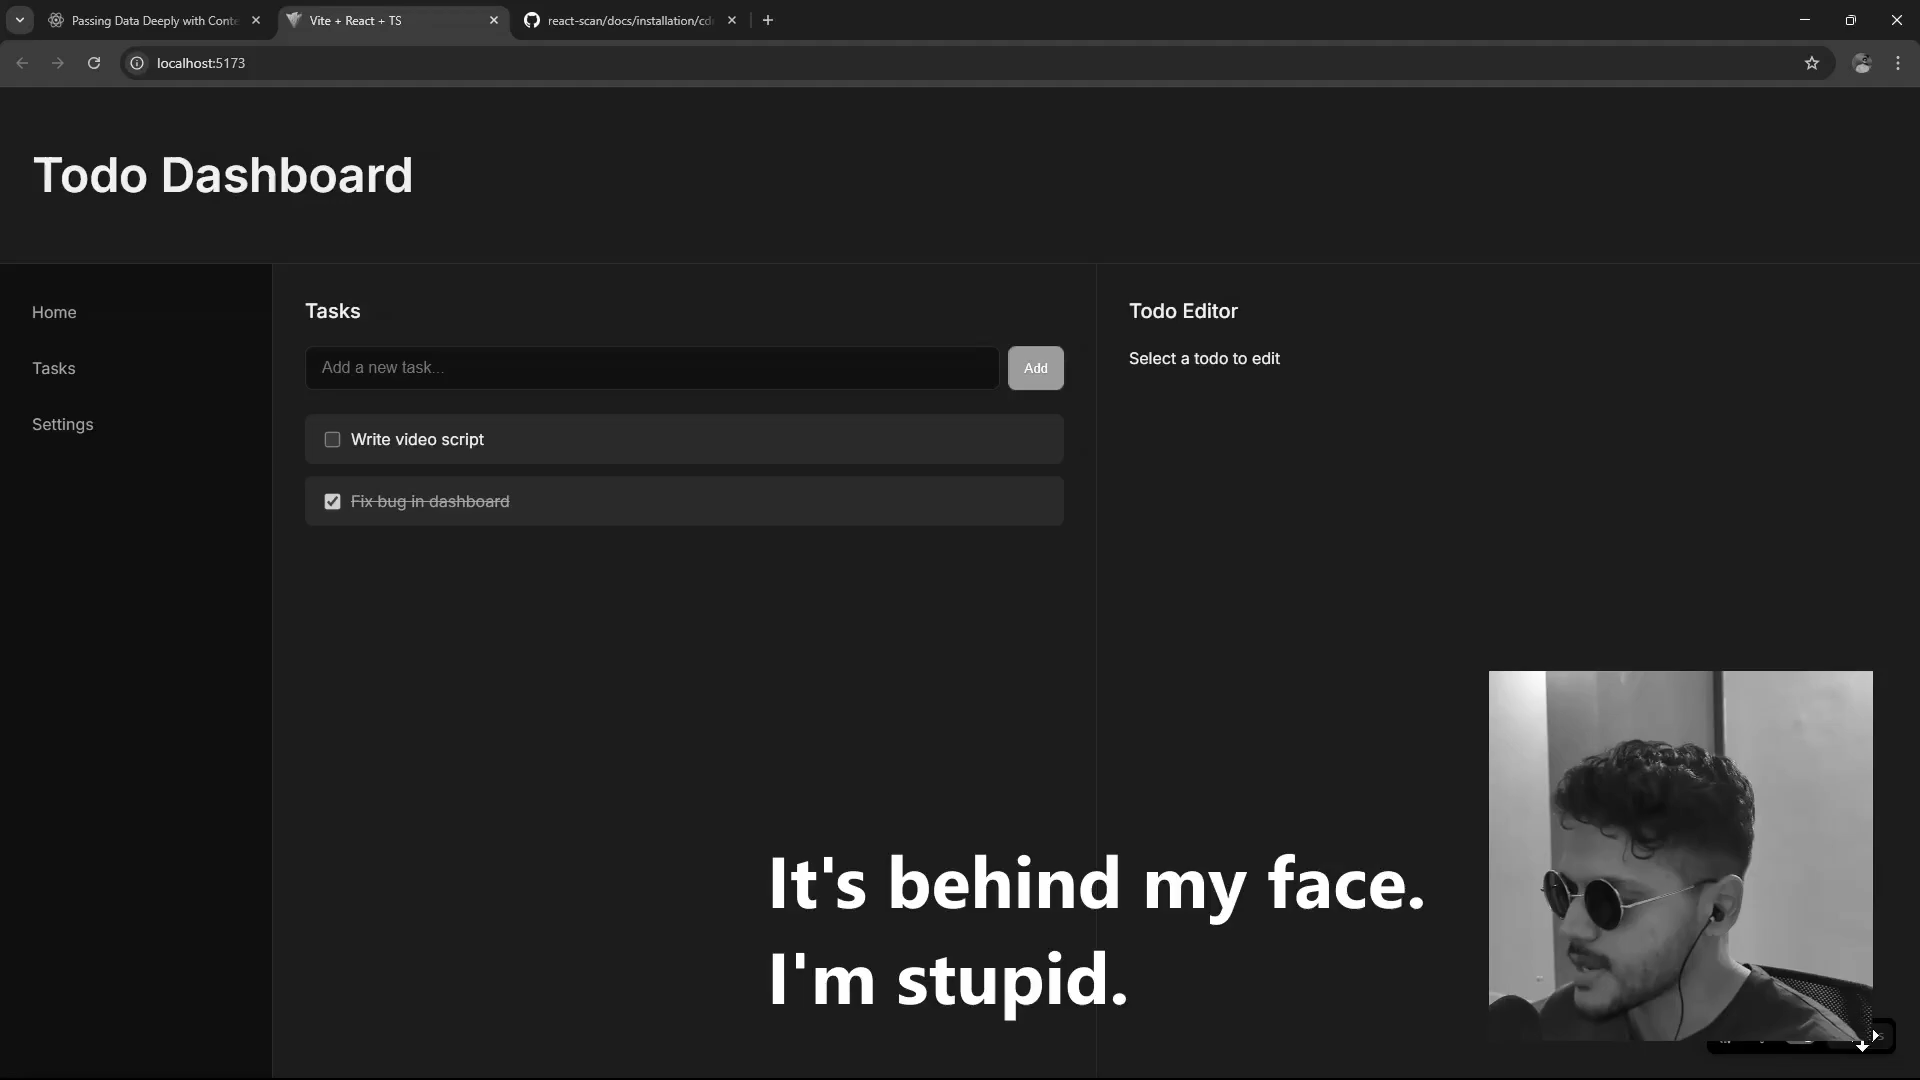 Passing Data Deeply with Conte
Vite + React + TS
react-scan/docs/installation/cdn
localhost:5173
Todo Dashboard
Home
Tasks
Settings
Tasks
Add a new task...
Add
Write video script
Fix bug in dashboard
Todo Editor
Select a todo to edit
It's behind my face.
I'm stupid.